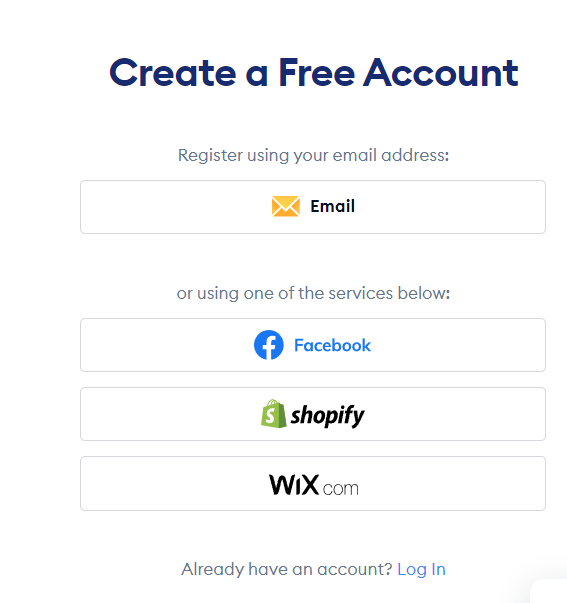 Create a Free Account
Register using your email address:
Email
or using one of the services below:
Facebook
shopify
WiX.com
Already have an account? Log In